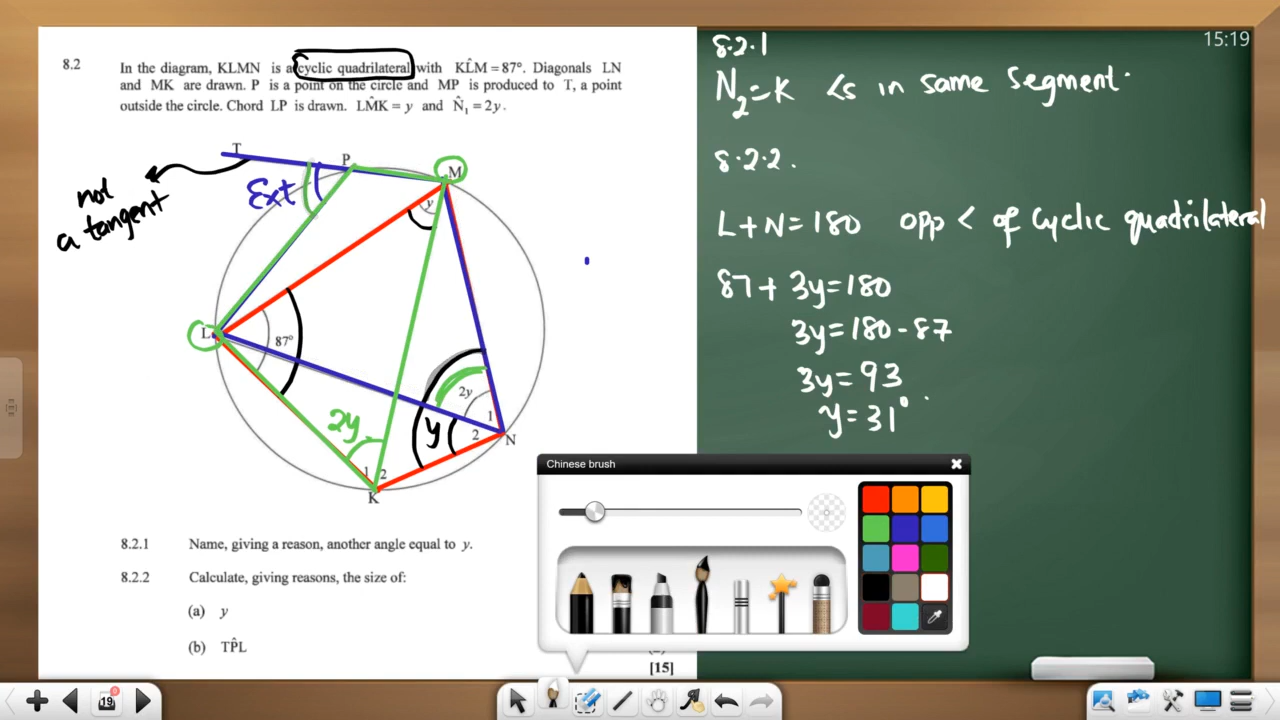 15:19
8.2 In the diagram, KLMN is a cyclic quadrilateral with KL̂M = 87°. Diagonals LN
and MK are drawn. P is a point on the circle and MP is produced to T, a point
outside the circle. Chord LP is drawn. LM̂K = y and N̂₁ = 2y.
T
P
M
not
a tangent
Ext
y
L
87°
2y
1
2y
y
2
N
1
2
K
8.2.1 Name, giving a reason, another angle equal to y.
8.2.2 Calculate, giving reasons, the size of:
(a) y
(b) TP̂L
[15]
8.2.1
N₂=K <s in same segment.
8.2.2.
L+N=180 opp < of cyclic quadrilateral
87+ 3y=180
3y=180-87
3y=93
y=31°
Chinese brush
19
8